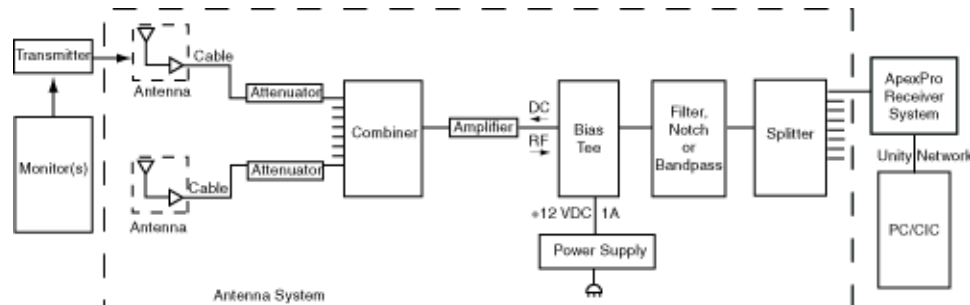 Transmitter
Monitor(s)
Antenna
Cable
Attenuator
Antenna
Cable
Attenuator
Combiner
Amplifier
DC
RF
Bias
Tee
+12 VDC 1A
Power Supply
Filter,
Notch
or
Bandpass
Splitter
ApexPro
Receiver
System
Unity Network
PC/CIC
Antenna System